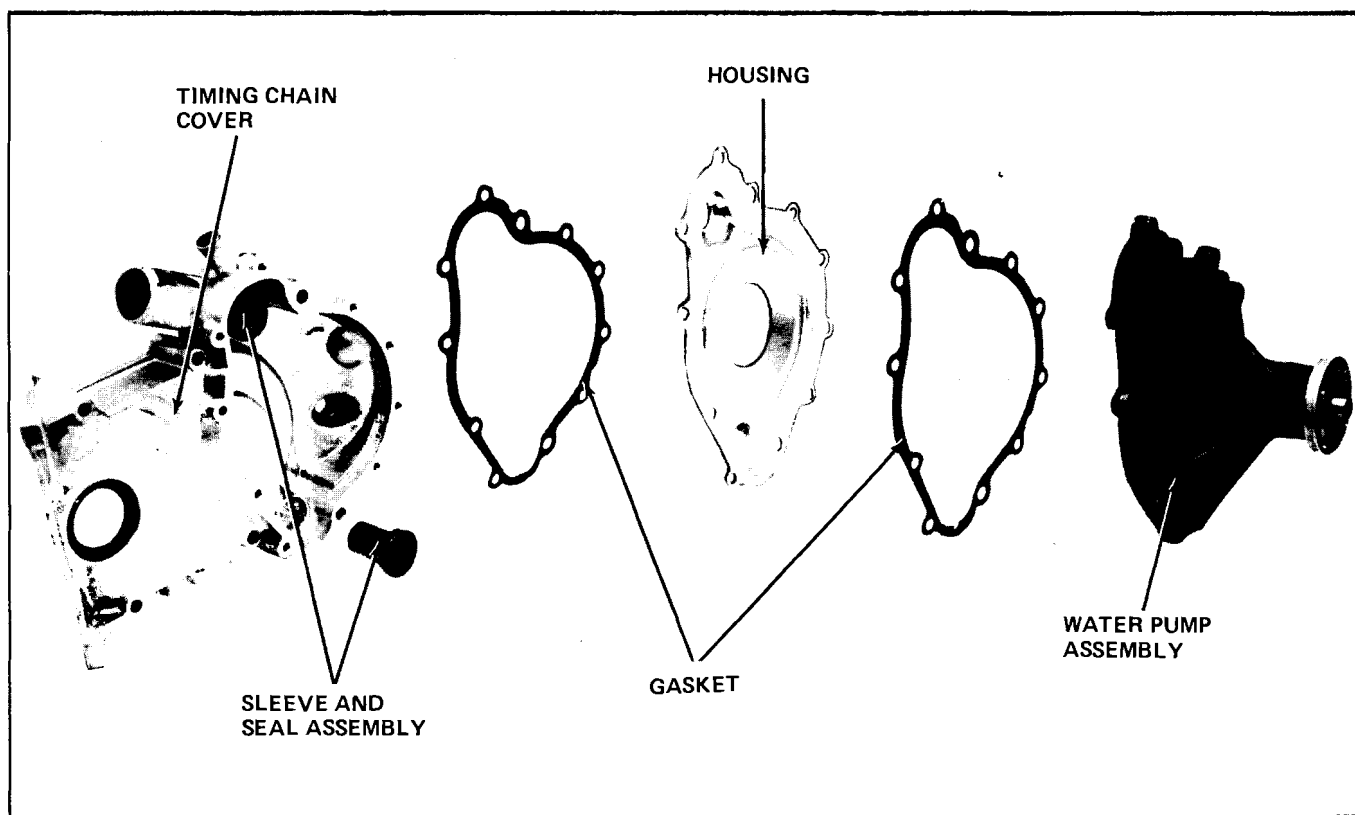 TIMING CHAIN
COVER
HOUSING
SLEEVE AND
SEAL ASSEMBLY
GASKET
WATER PUMP
ASSEMBLY